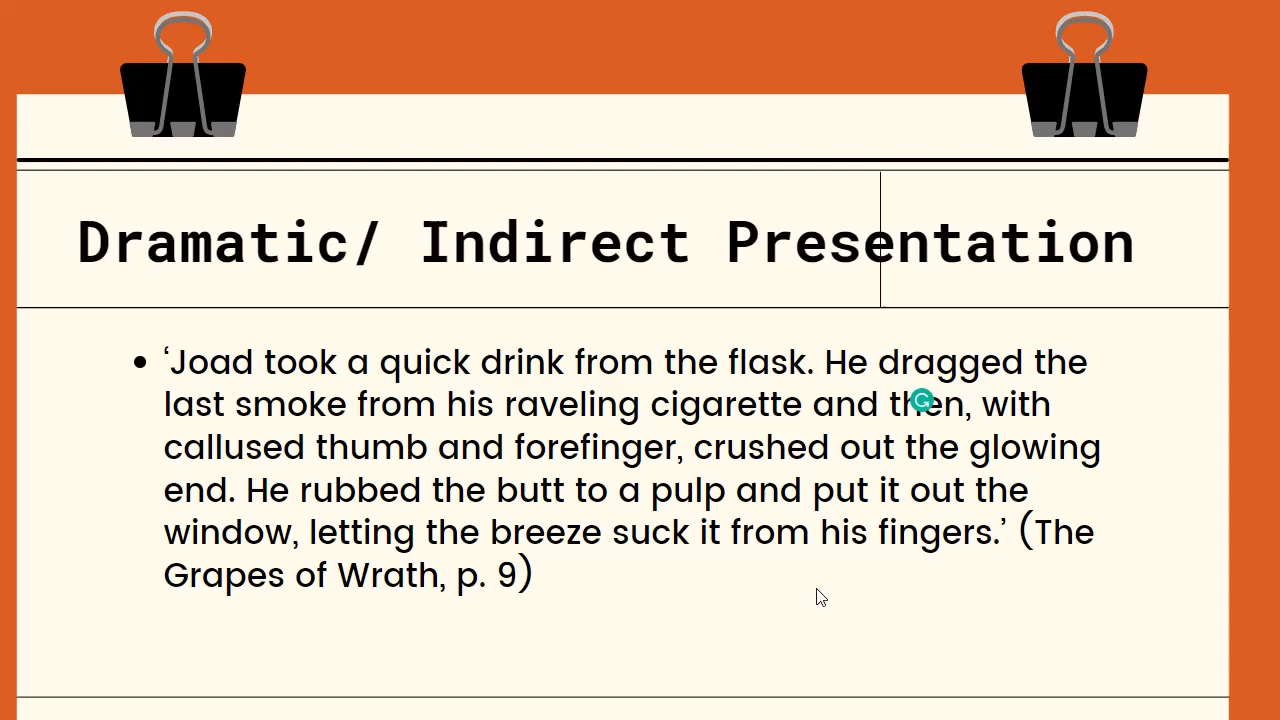 Dramatic/ Indirect Presentation
‘Joad took a quick drink from the flask. He dragged the
last smoke from his raveling cigarette and then, with
callused thumb and forefinger, crushed out the glowing
end. He rubbed the butt to a pulp and put it out the
window, letting the breeze suck it from his fingers.’ (The
Grapes of Wrath, p. 9)